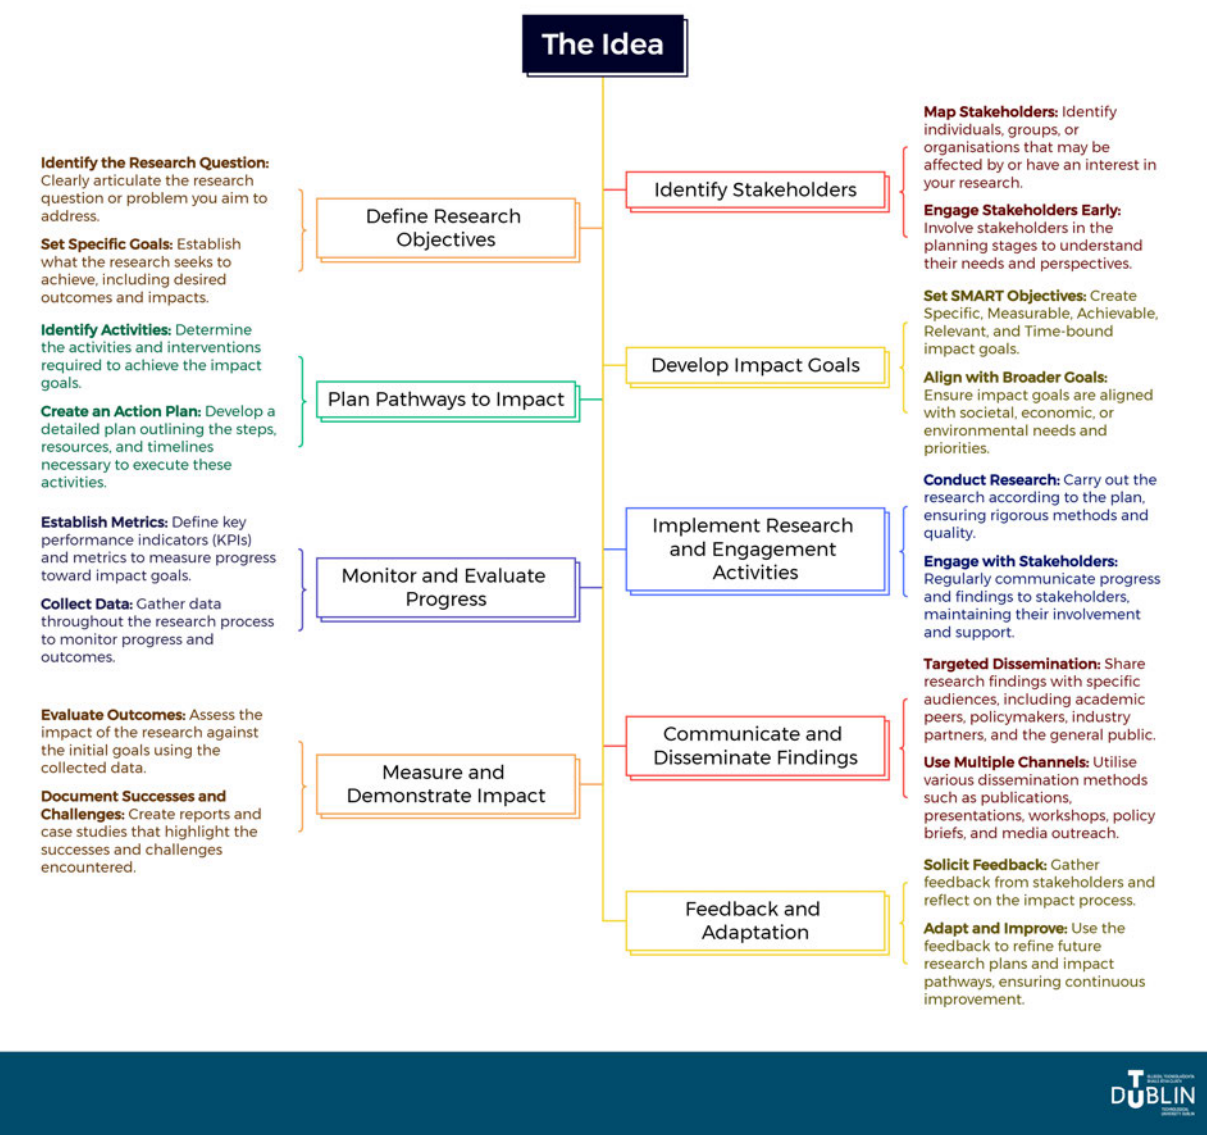 The Idea
Identify the Research Question:
Clearly articulate the research
question or problem you aim to
address.
Set Specific Goals: Establish
what the research seeks to
achieve, including desired
outcomes and impacts.
Define Research
Objectives
Identify Stakeholders
Map Stakeholders: Identify
individuals, groups, or
organisations that may be
affected by or have an interest in
your research.
Engage Stakeholders Early:
Involve stakeholders in the
planning stages to understand
their needs and perspectives.
Identify Activities: Determine
the activities and interventions
required to achieve the impact
goals.
Create an Action Plan: Develop a
detailed plan outlining the steps,
resources, and timelines
necessary to execute these
activities.
Plan Pathways to Impact
Develop Impact Goals
Set SMART Objectives: Create
Specific, Measurable, Achievable,
Relevant, and Time-bound
impact goals.
Align with Broader Goals:
Ensure impact goals are aligned
with societal, economic, or
environmental needs and
priorities.
Establish Metrics: Define key
performance indicators (KPIs)
and metrics to measure progress
toward impact goals.
Collect Data: Gather data
throughout the research process
to monitor progress and
outcomes.
Monitor and Evaluate
Progress
Implement Research
and Engagement
Activities
Conduct Research: Carry out the
research according to the plan,
ensuring rigorous methods and
quality.
Engage with Stakeholders:
Regularly communicate progress
and findings to stakeholders,
maintaining their involvement
and support.
Evaluate Outcomes: Assess the
impact of the research against
the initial goals using the
collected data.
Document Successes and
Challenges: Create reports and
case studies that highlight the
successes and challenges
encountered.
Measure and
Demonstrate Impact
Communicate and
Disseminate Findings
Targeted Dissemination: Share
research findings with specific
audiences, including academic
peers, policymakers, industry
partners, and the general public.
Use Multiple Channels: Utilise
various dissemination methods
such as publications,
presentations, workshops, policy
briefs, and media outreach.
Feedback and
Adaptation
Solicit Feedback: Gather
feedback from stakeholders and
reflect on the impact process.
Adapt and Improve: Use the
feedback to refine future
research plans and impact
pathways, ensuring continuous
improvement.
TU DUBLIN
TECHNOLOGICAL
UNIVERSITY DUBLIN